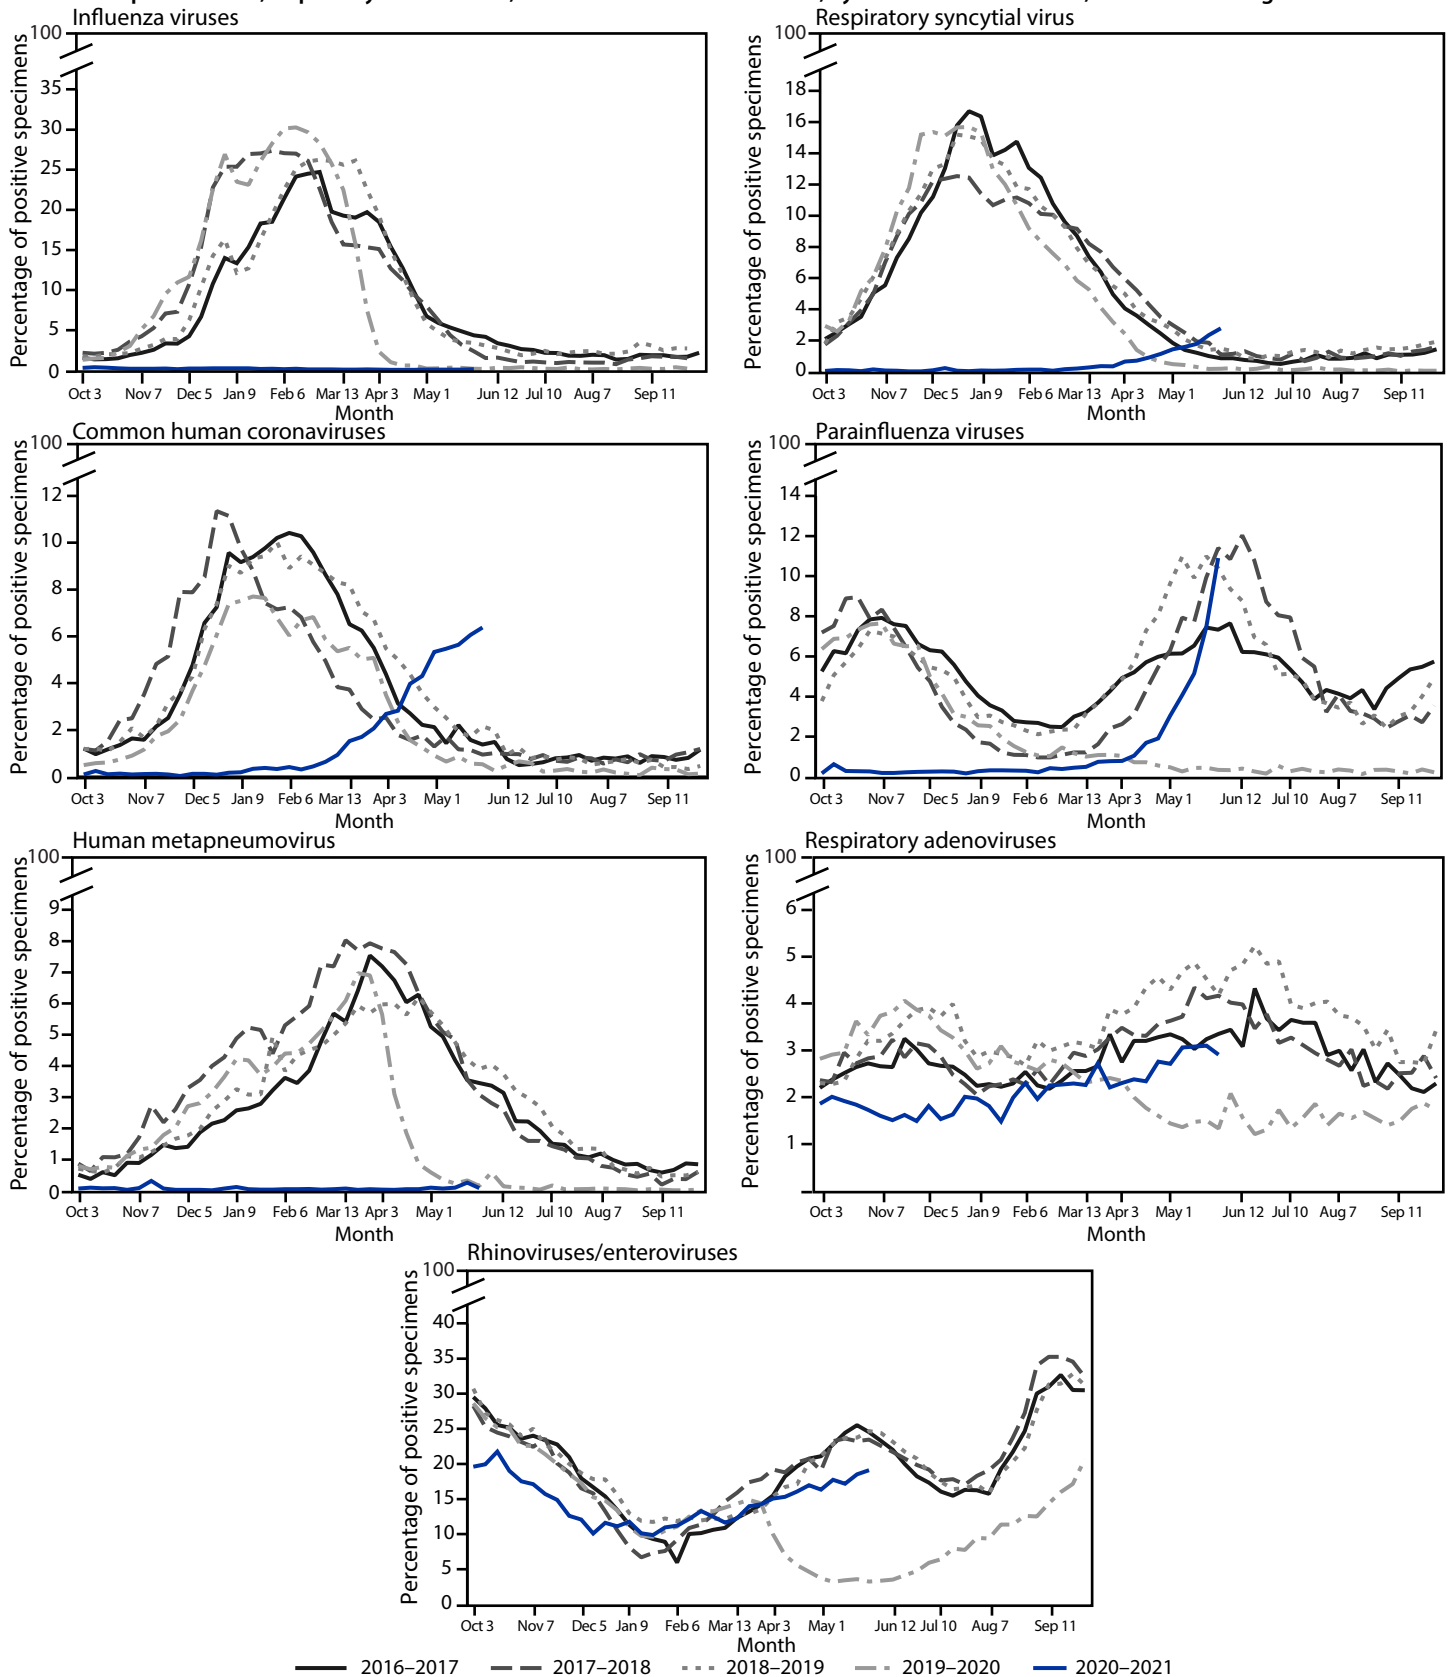 Influenza viruses
Percentage of positive specimens
100
35
30
25
20
15
10
5
0
Oct 3 Nov 7 Dec 5 Jan 9 Feb 6 Mar 13 Apr 3 May 1 Jun 12 Jul 10 Aug 7 Sep 11
Month
Respiratory syncytial virus
Percentage of positive specimens
100
18
16
14
12
10
8
6
4
2
0
Oct 3 Nov 7 Dec 5 Jan 9 Feb 6 Mar 13 Apr 3 May 1 Jun 12 Jul 10 Aug 7 Sep 11
Month
Common human coronaviruses
Percentage of positive specimens
100
12
10
8
6
4
2
0
Oct 3 Nov 7 Dec 5 Jan 9 Feb 6 Mar 13 Apr 3 May 1 Jun 12 Jul 10 Aug 7 Sep 11
Month
Parainfluenza viruses
Percentage of positive specimens
100
14
12
10
8
6
4
2
0
Oct 3 Nov 7 Dec 5 Jan 9 Feb 6 Mar 13 Apr 3 May 1 Jun 12 Jul 10 Aug 7 Sep 11
Month
Human metapneumovirus
Percentage of positive specimens
100
9
8
7
6
5
4
3
2
1
0
Oct 3 Nov 7 Dec 5 Jan 9 Feb 6 Mar 13 Apr 3 May 1 Jun 12 Jul 10 Aug 7 Sep 11
Month
Respiratory adenoviruses
Percentage of positive specimens
100
6
5
4
3
2
1
Oct 3 Nov 7 Dec 5 Jan 9 Feb 6 Mar 13 Apr 3 May 1 Jun 12 Jul 10 Aug 7 Sep 11
Month
Rhinoviruses/enteroviruses
Percentage of positive specimens
100
40
35
30
25
20
15
10
5
0
Oct 3 Nov 7 Dec 5 Jan 9 Feb 6 Mar 13 Apr 3 May 1 Jun 12 Jul 10 Aug 7 Sep 11
Month
2016–2017 2017–2018 2018–2019 2019–2020 2020–2021